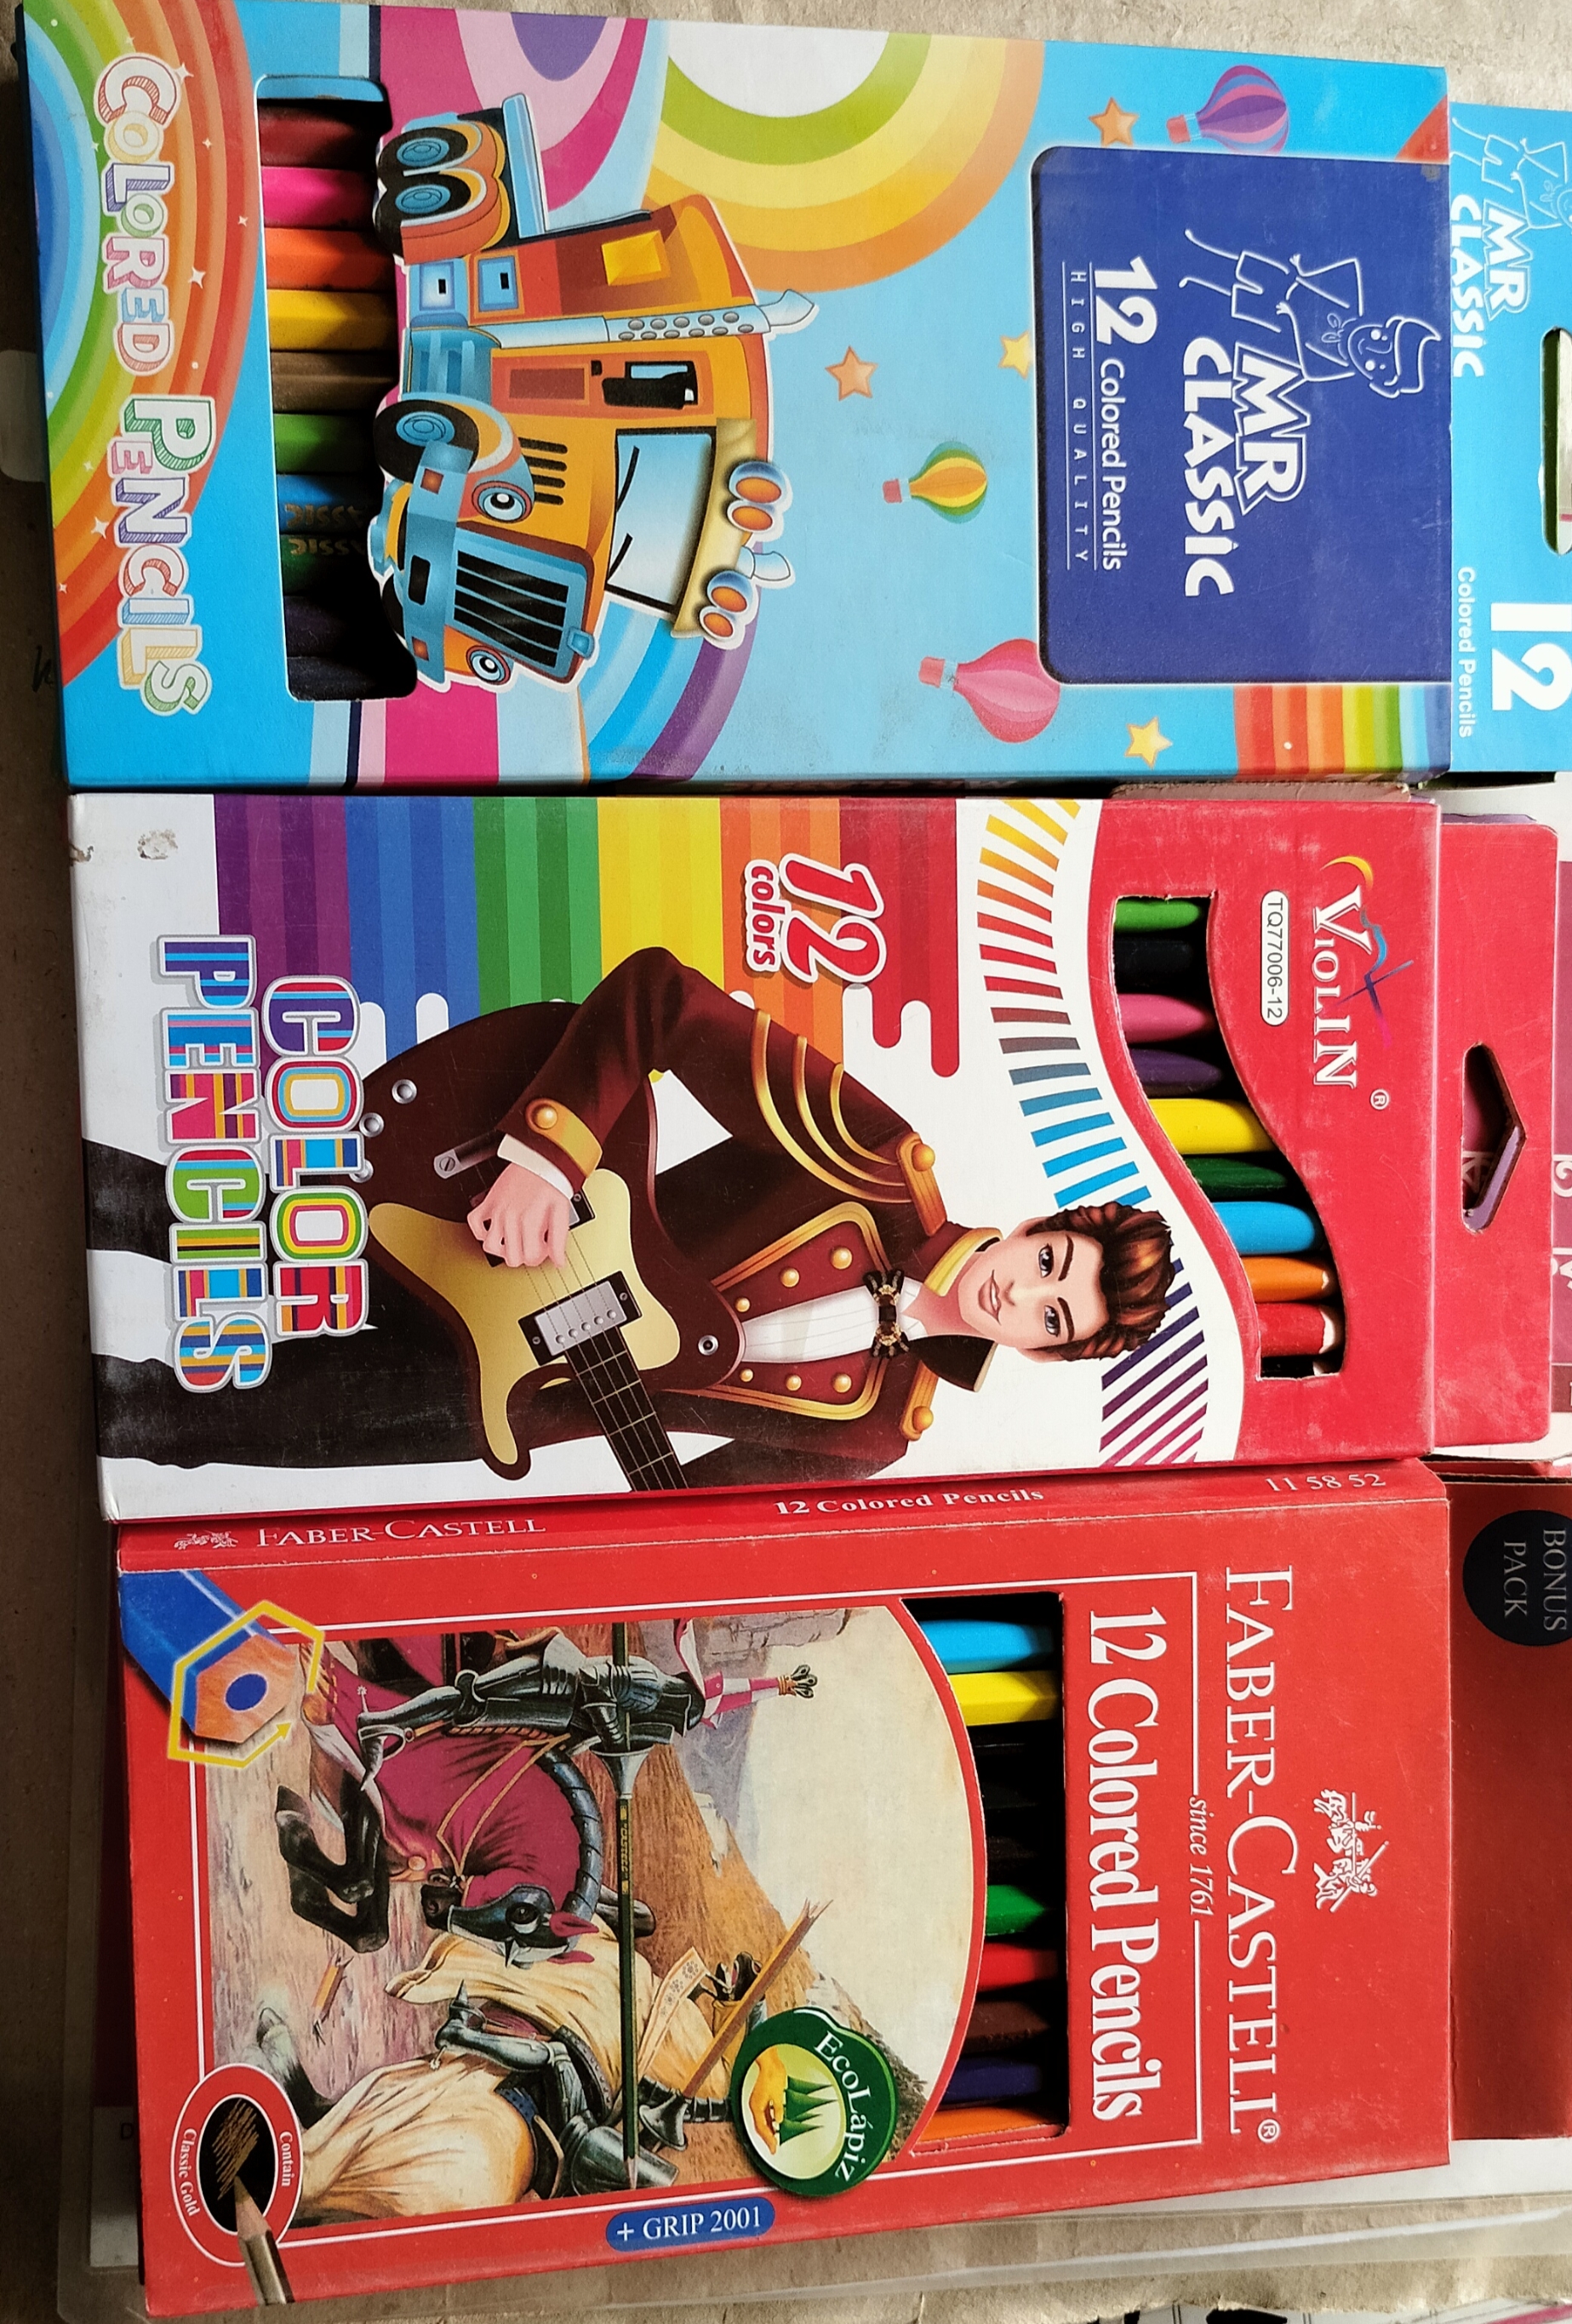 MR
CLASSIC
12
Colored Pencils
MR
CLASSIC
12 Colored Pencils
HIGH QUALITY
CLASSIC
CLASSIC
COLORED PENCILS
VIOLIN®
TQ77006-12
12
colors
COLOR
PENCILS
BONUS
PACK
FABER-CASTELL
12 Colored Pencils
11 58 52
FABER-CASTELL®
since 1761
12 Colored Pencils
EcoLápiz
+ GRIP 2001
Contain
Classic Gold